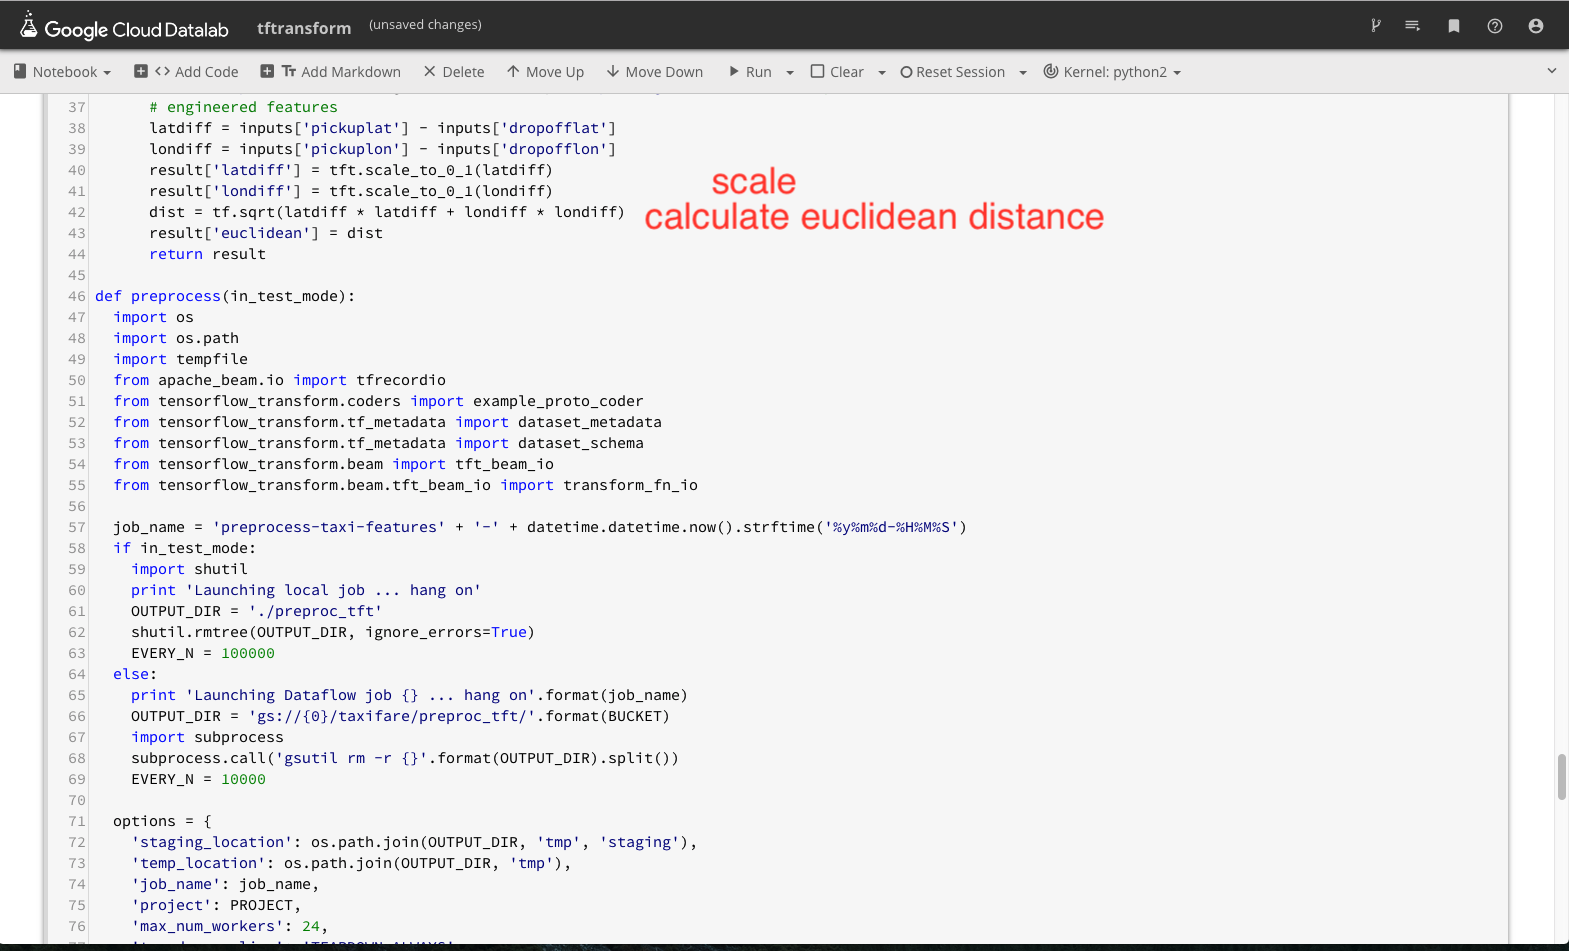 Google Cloud Datalab tftransform (unsaved changes)
Notebook Add Code Add Markdown Delete Move Up Move Down Run Clear Reset Session Kernel: python2
37 # engineered features
38 latdiff = inputs['pickuplat'] - inputs['dropofflat']
39 londiff = inputs['pickuplon'] - inputs['dropofflon']
40 result['latdiff'] = tft.scale_to_0_1(latdiff)
41 result['londiff'] = tft.scale_to_0_1(londiff)
scale
42 dist = tf.sqrt(latdiff * latdiff + londiff * londiff)
calculate euclidean distance
43 result['euclidean'] = dist
44 return result
45
46 def preprocess(in_test_mode):
47 import os
48 import os.path
49 import tempfile
50 from apache_beam.io import tfrecordio
51 from tensorflow_transform.coders import example_proto_coder
52 from tensorflow_transform.tf_metadata import dataset_metadata
53 from tensorflow_transform.tf_metadata import dataset_schema
54 from tensorflow_transform.beam import tft_beam_io
55 from tensorflow_transform.beam.tft_beam_io import transform_fn_io
56
57 job_name = 'preprocess-taxi-features' + '-' + datetime.datetime.now().strftime('%y%m%d-%H%M%S')
58 if in_test_mode:
59 import shutil
60 print 'Launching local job ... hang on'
61 OUTPUT_DIR = './preproc_tft'
62 shutil.rmtree(OUTPUT_DIR, ignore_errors=True)
63 EVERY_N = 100000
64 else:
65 print 'Launching Dataflow job {} ... hang on'.format(job_name)
66 OUTPUT_DIR = 'gs://{0}/taxifare/preproc_tft/'.format(BUCKET)
67 import subprocess
68 subprocess.call('gsutil rm -r {}'.format(OUTPUT_DIR).split())
69 EVERY_N = 10000
70
71 options = {
72 'staging_location': os.path.join(OUTPUT_DIR, 'tmp', 'staging'),
73 'temp_location': os.path.join(OUTPUT_DIR, 'tmp'),
74 'job_name': job_name,
75 'project': PROJECT,
76 'max_num_workers': 24,